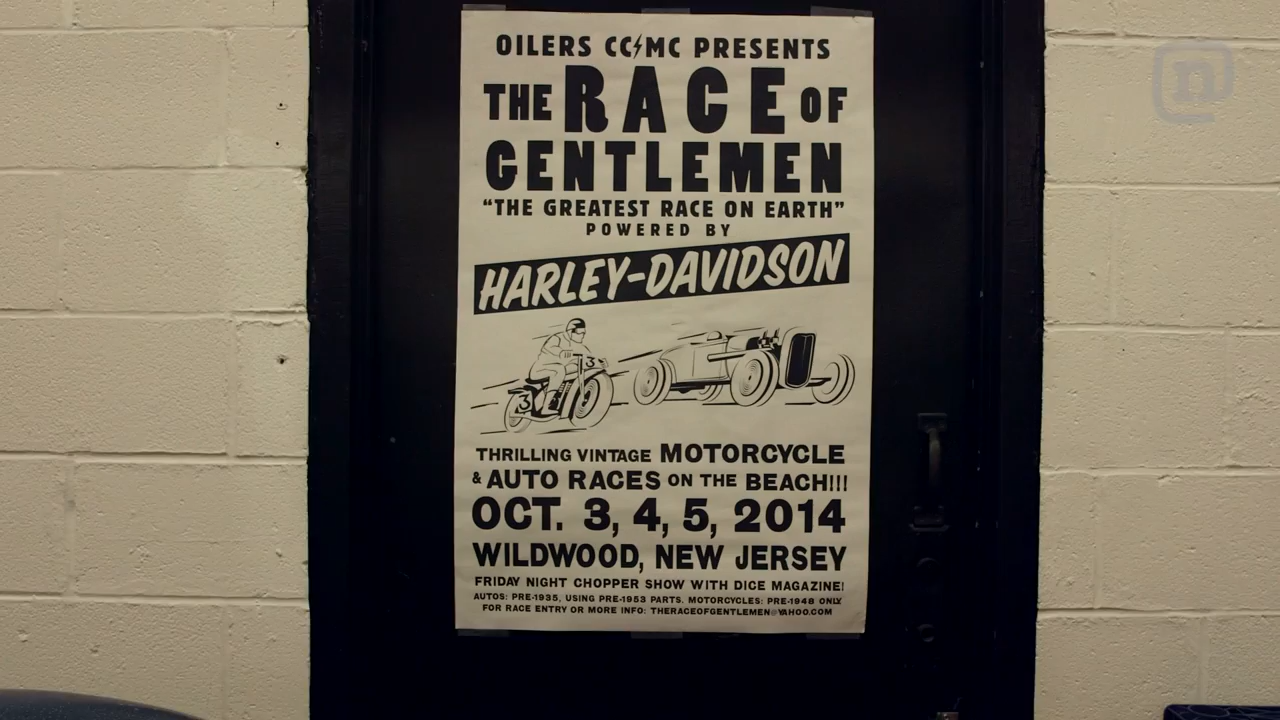 OILERS CC⚡MC PRESENTS
THE RACE OF
GENTLEMEN
"THE GREATEST RACE ON EARTH"
POWERED BY
HARLEY-DAVIDSON
3
3
THRILLING VINTAGE MOTORCYCLE
& AUTO RACES ON THE BEACH!!!
OCT. 3, 4, 5, 2014
WILDWOOD, NEW JERSEY
FRIDAY NIGHT CHOPPER SHOW WITH DICE MAGAZINE!
AUTOS: PRE-1935, USING PRE-1953 PARTS. MOTORCYCLES: PRE-1948 ONLY.
FOR RACE ENTRY OR MORE INFO: THERACEOFGENTLEMEN@YAHOO.COM
n